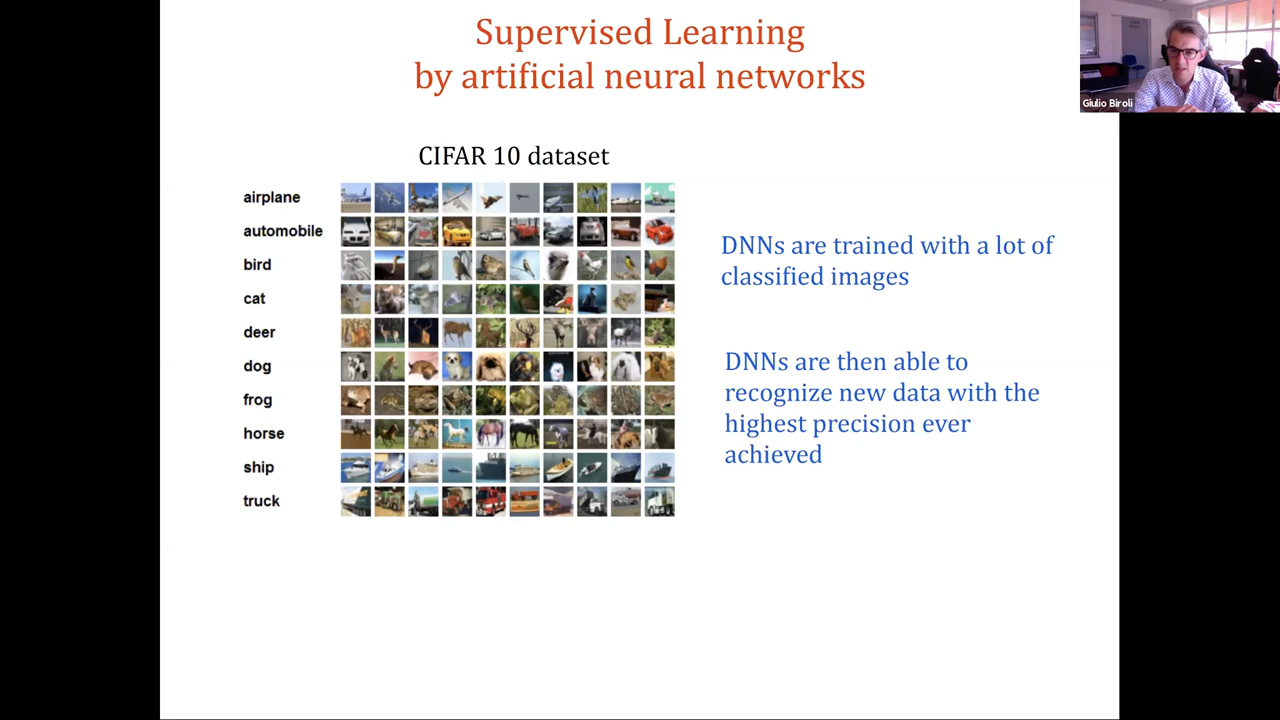 Supervised Learning
by artificial neural networks
Giulio Biroli
CIFAR 10 dataset
airplane
automobile
bird
cat
deer
dog
frog
horse
ship
truck
DNNs are trained with a lot of
classified images
DNNs are then able to
recognize new data with the
highest precision ever
achieved